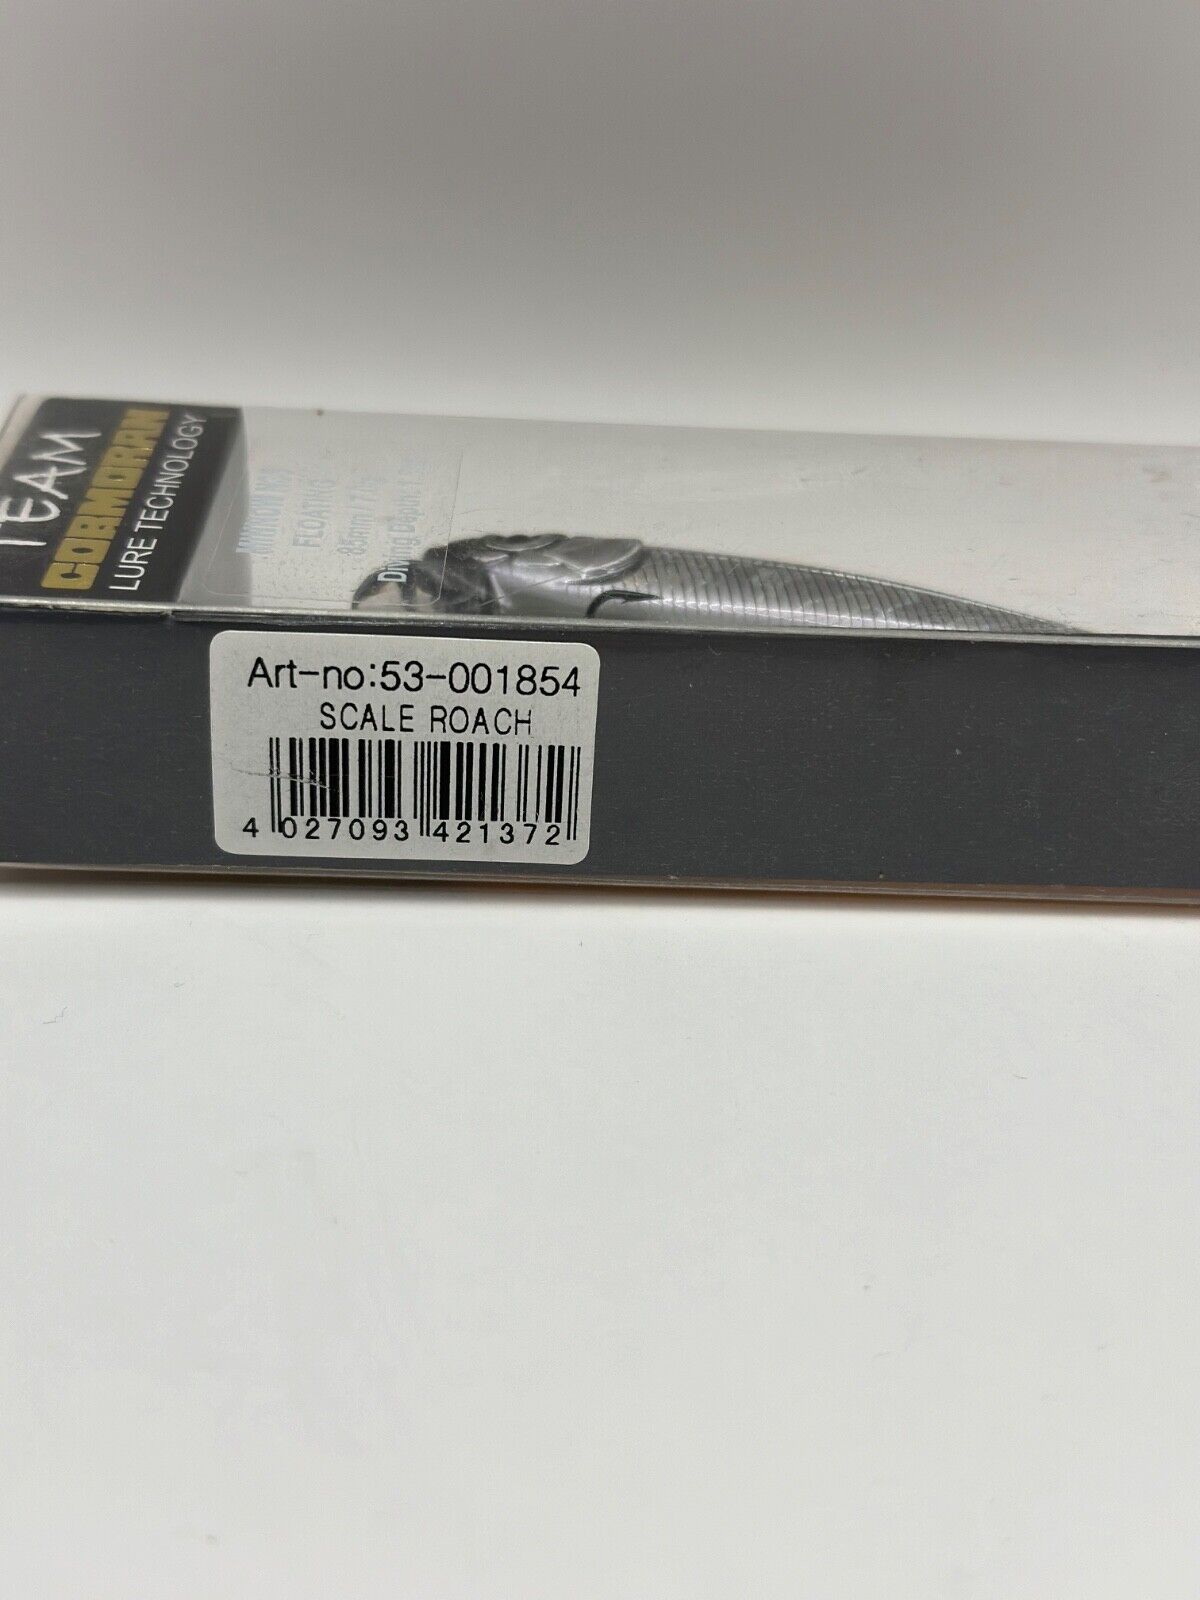 TEAM
CORMORAN
LURE TECHNOLOGY
FLOATING
Art-no:53-001854
SCALE ROACH
4 027093 421372